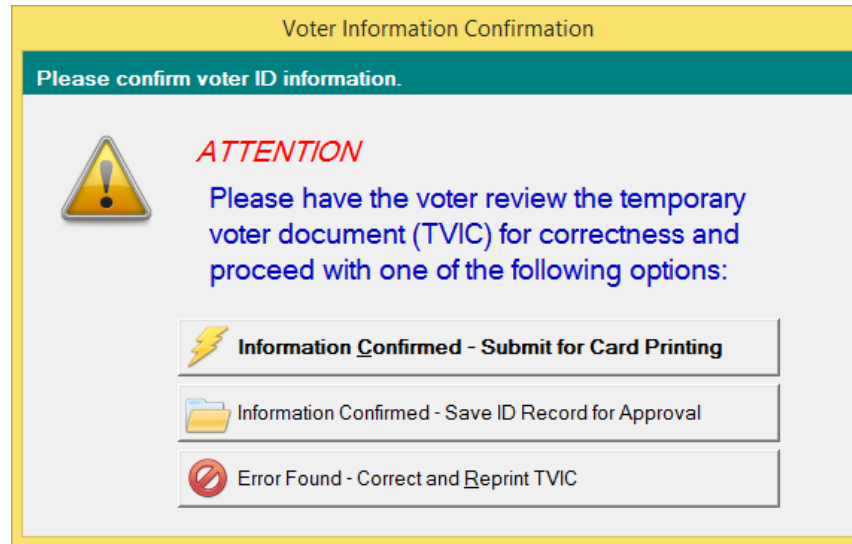 Voter Information Confirmation
Please confirm voter ID information.
ATTENTION
Please have the voter review the temporary
voter document (TVIC) for correctness and
proceed with one of the following options:
Information Confirmed - Submit for Card Printing
Information Confirmed - Save ID Record for Approval
Error Found - Correct and Reprint TVIC